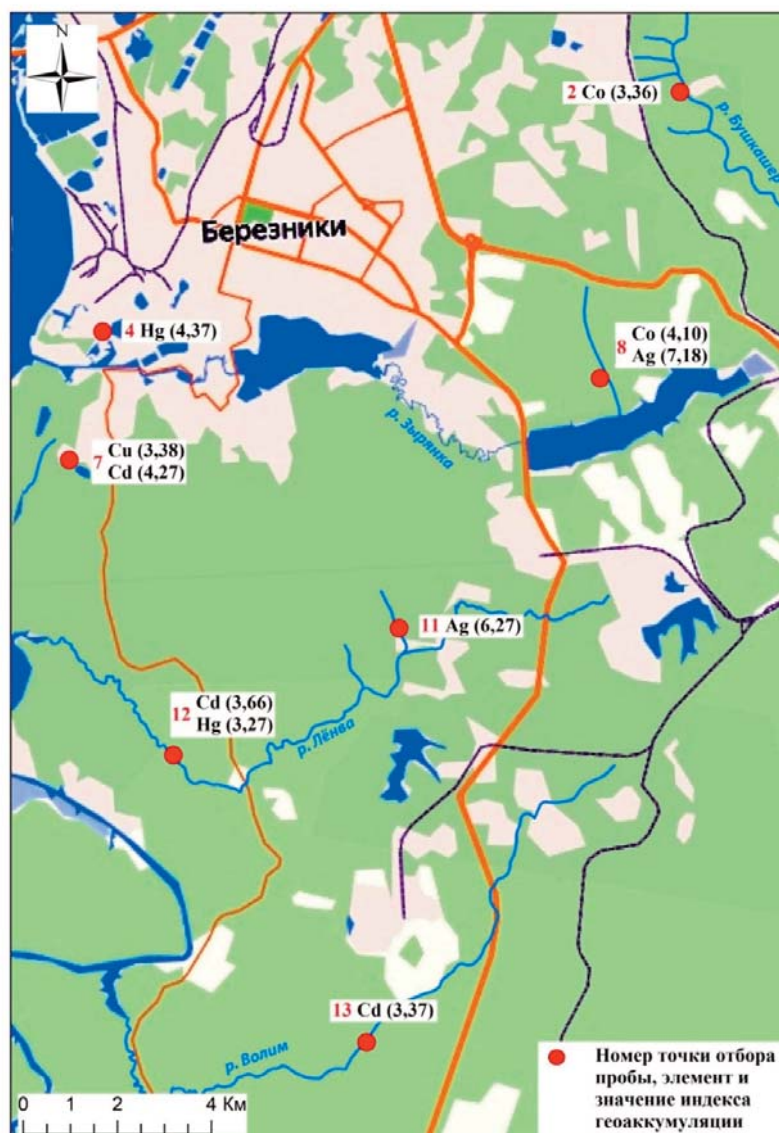 N
2 Co (3,36)
р. Бушкашер
Березники
4 Hg (4,37)
8 Co (4,10)
Ag (7,18)
р. Зырянка
7 Cu (3,38)
Cd (4,27)
11 Ag (6,27)
12 Cd (3,66)
Hg (3,27)
р. Лёнва
13 Cd (3,37)
р. Волим
Номер точки отбора
пробы, элемент и
значение индекса
геоаккумуляции
0 1 2 4 Км